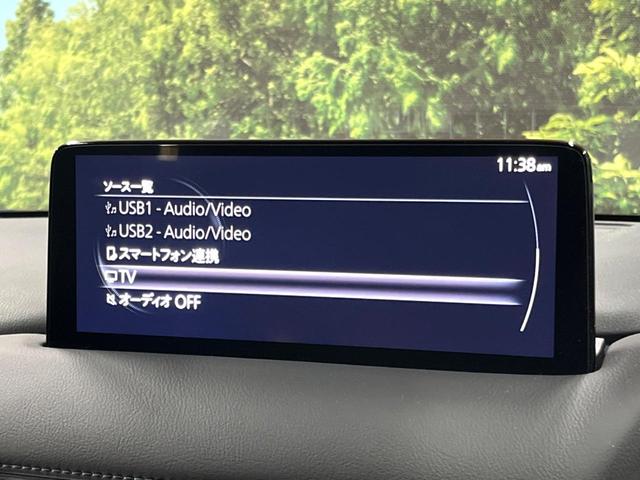 11:38am
ソース一覧
USB1 - Audio/Video
USB2 - Audio/Video
スマートフォン連携
TV
オーディオ OFF